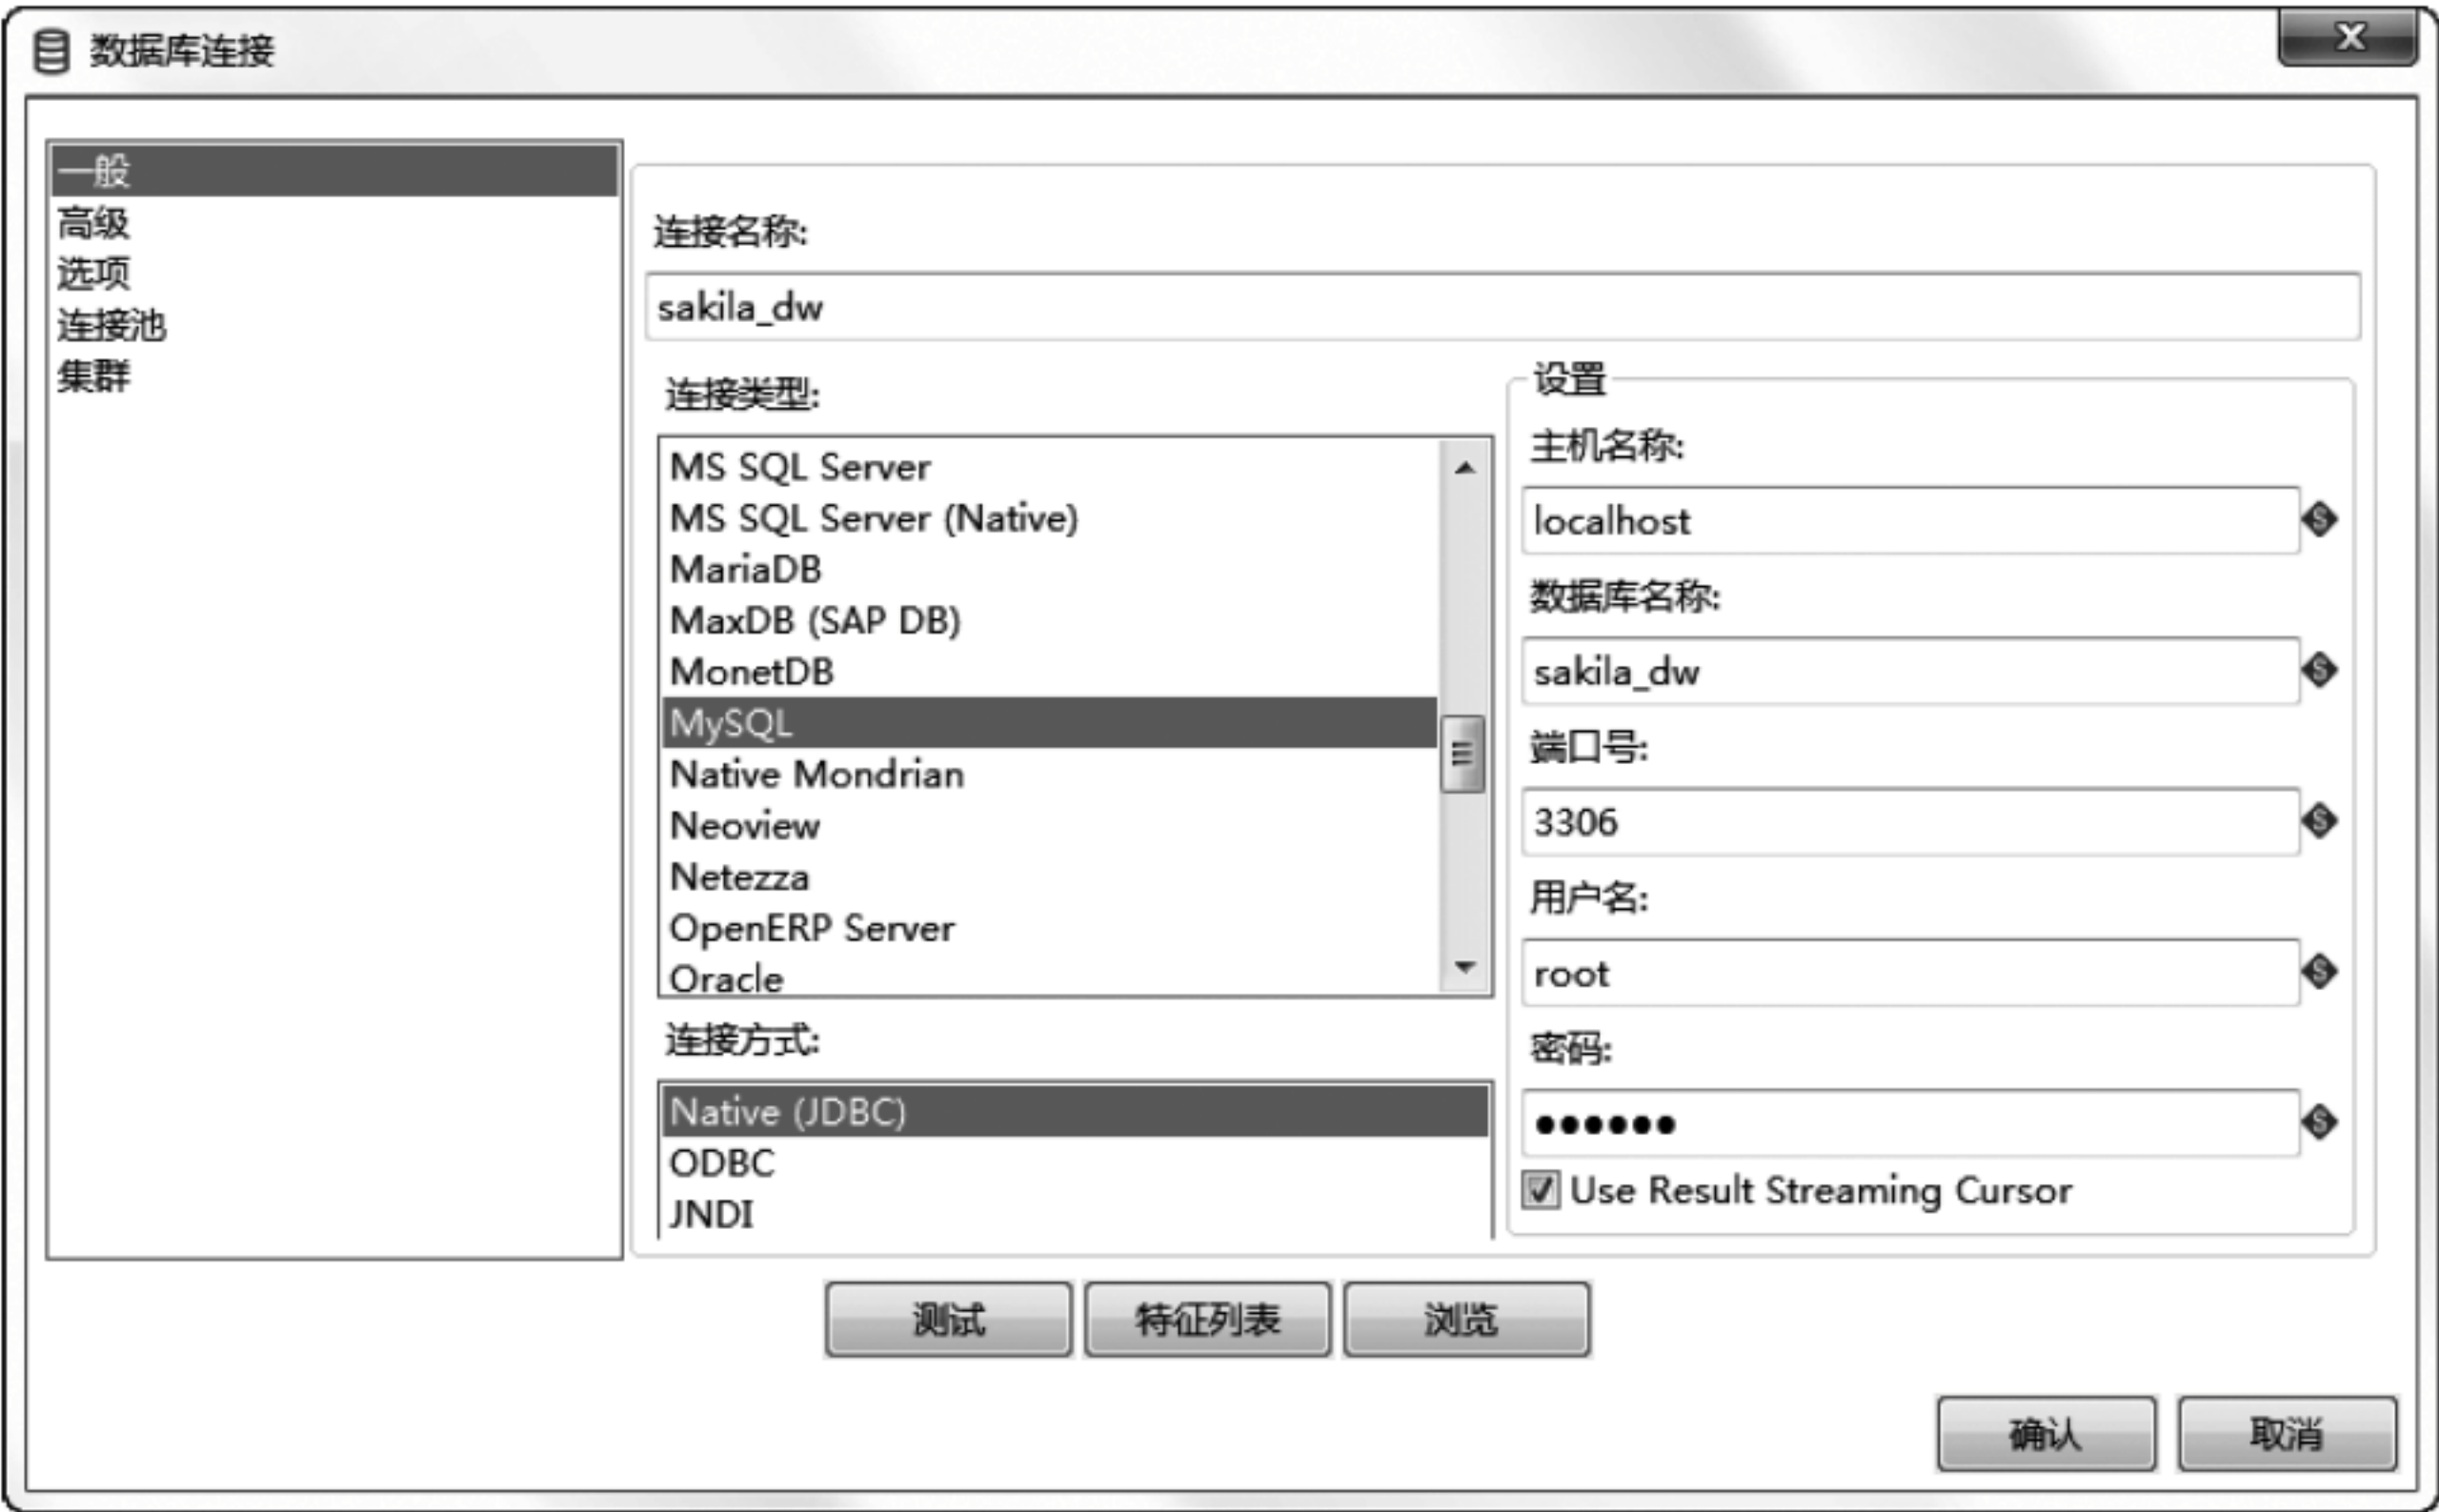 数据库连接
一般
高级
选项
连接池
集群
连接名称:
sakila_dw
连接类型:
MS SQL Server
MS SQL Server (Native)
MariaDB
MaxDB (SAP DB)
MonetDB
MySQL
Native Mondrian
Neoview
Netezza
OpenERP Server
Oracle
连接方式:
Native (JDBC)
ODBC
JNDI
设置
主机名称:
localhost
数据库名称:
sakila_dw
端口号:
3306
用户名:
root
密码:
●●●●●●
Use Result Streaming Cursor
测试 特征列表 浏览
确认 取消